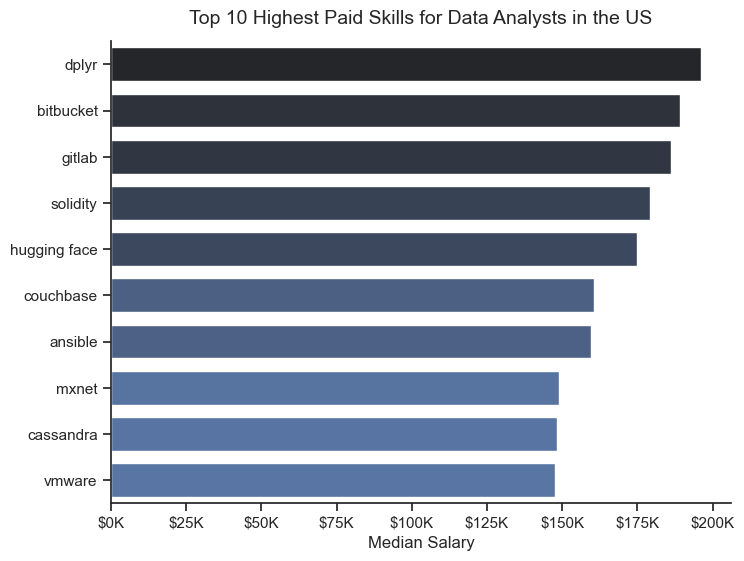 Top 10 Highest Paid Skills for Data Analysts in the US
dplyr
bitbucket
gitlab
solidity
hugging face
couchbase
ansible
mxnet
cassandra
vmware
$0K $25K $50K $75K $100K $125K $150K $175K $200K
Median Salary